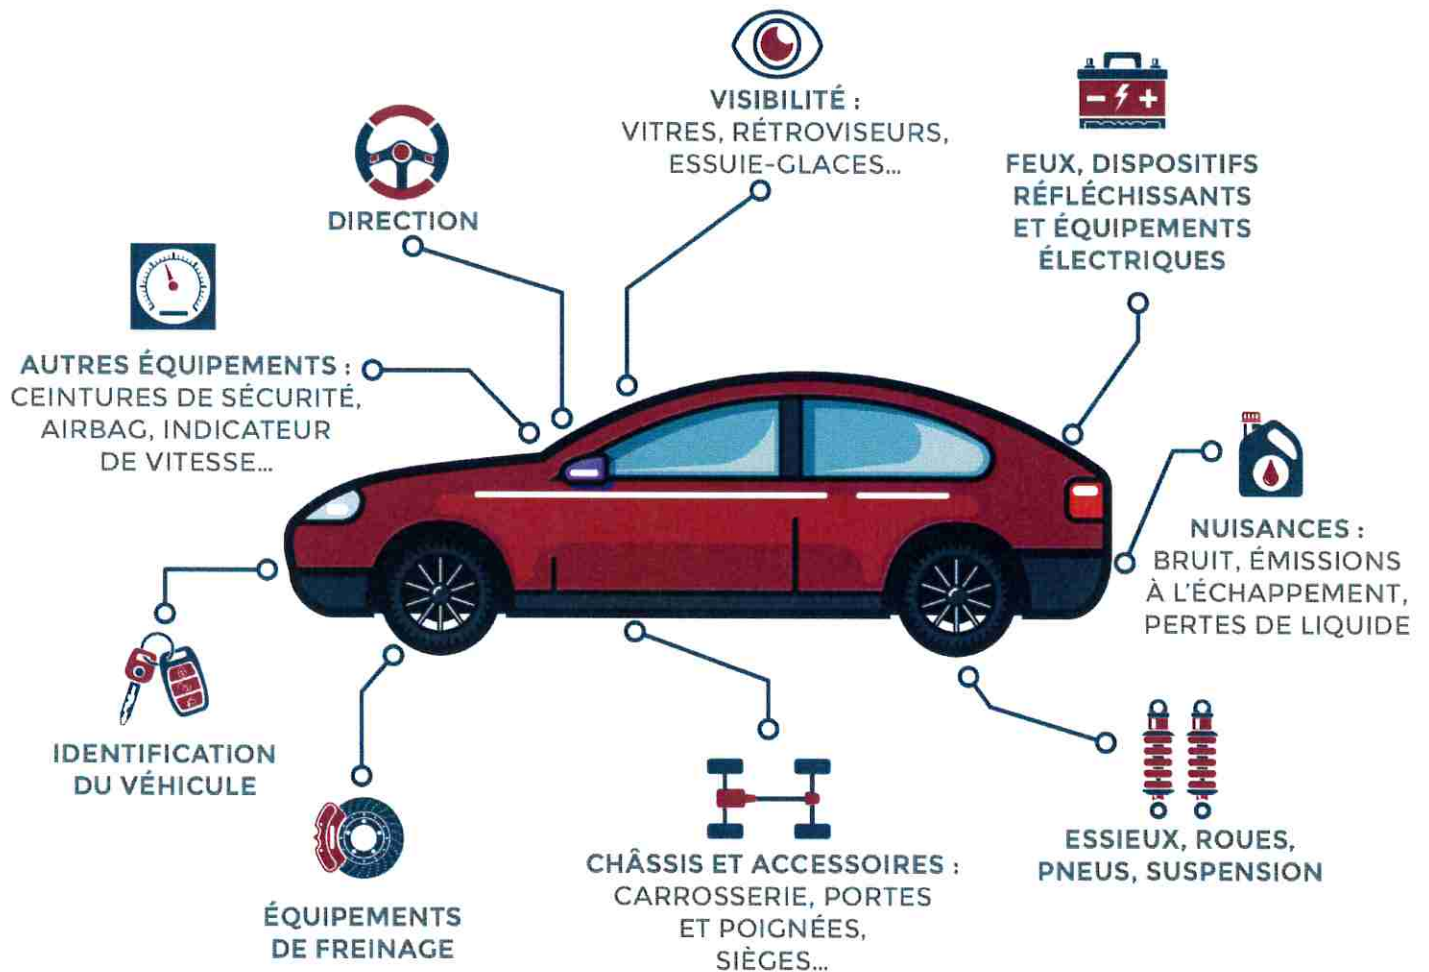 VISIBILITÉ :
VITRES, RÉTROVISEURS,
ESSUIE-GLACES...
FEUX, DISPOSITIFS
RÉFLÉCHISSANTS
ET ÉQUIPEMENTS
ÉLECTRIQUES
DIRECTION
AUTRES ÉQUIPEMENTS :
CEINTURES DE SÉCURITÉ,
AIRBAG, INDICATEUR
DE VITESSE...
NUISANCES :
BRUIT, ÉMISSIONS
À L'ÉCHAPPEMENT,
PERTES DE LIQUIDE
IDENTIFICATION
DU VÉHICULE
ÉQUIPEMENTS
DE FREINAGE
CHÂSSIS ET ACCESSOIRES :
CARROSSERIE, PORTES
ET POIGNÉES,
SIÈGES...
ESSIEUX, ROUES,
PNEUS, SUSPENSION